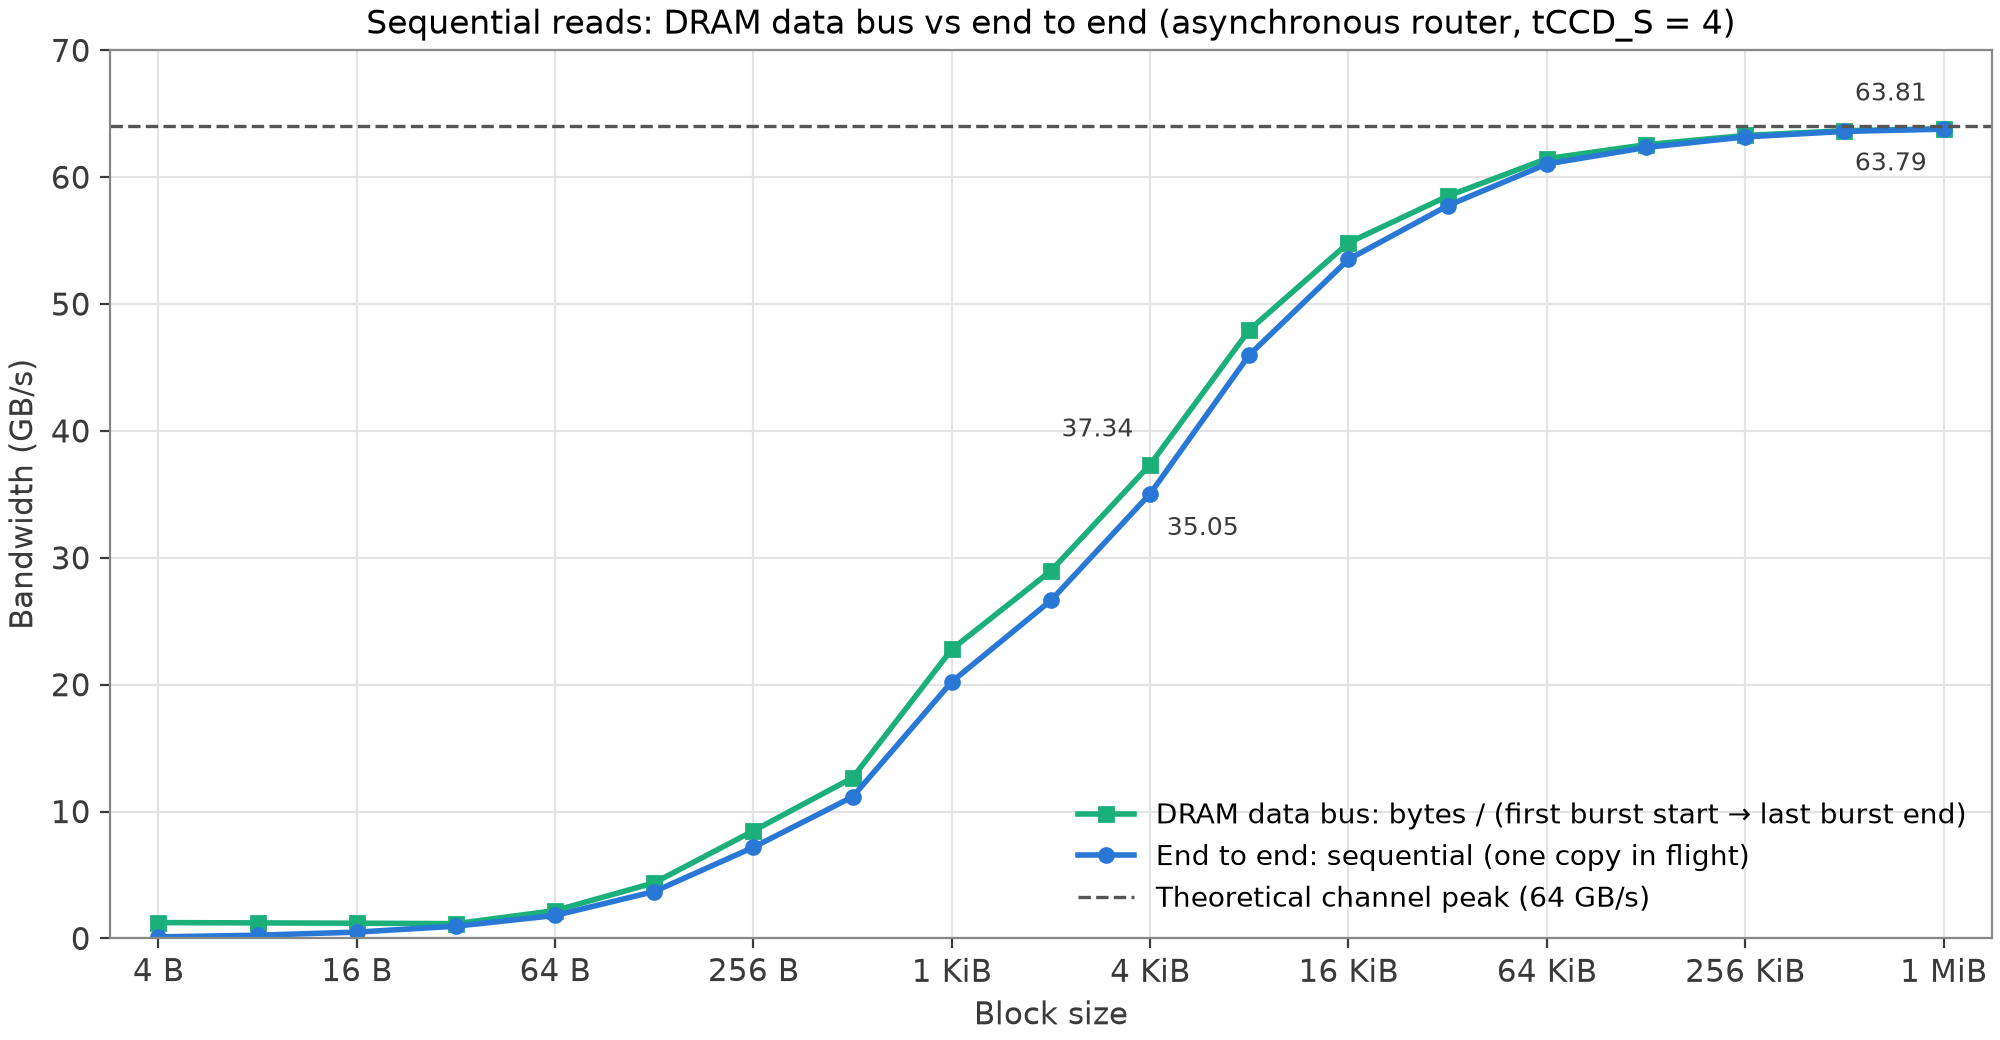 Sequential reads: DRAM data bus vs end to end (asynchronous router, tCCD_S = 4)
Bandwidth (GB/s)
70
60
50
40
30
20
10
0
63.81
63.79
37.34
35.05
DRAM data bus: bytes / (first burst start → last burst end)
End to end: sequential (one copy in flight)
Theoretical channel peak (64 GB/s)
4 B 16 B 64 B 256 B 1 KiB 4 KiB 16 KiB 64 KiB 256 KiB 1 MiB
Block size